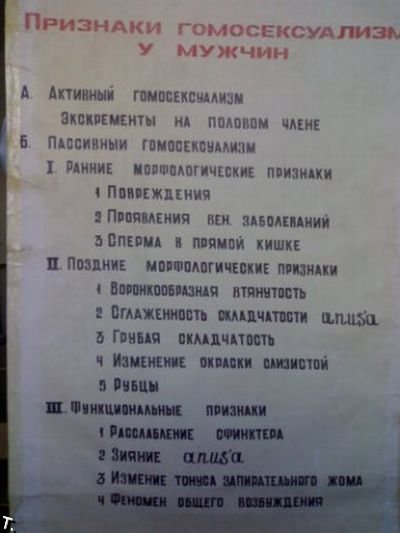 ПРИЗНАКИ ГОМОСЕКСУАЛИЗМ
У МУЖЧИН
А. АКТИВНЫЙ ГОМОСЕКСУАЛИЗМ
ЭКСКРЕМЕНТЫ НА ПОЛОВОМ ЧЛЕНЕ
Б. ПАССИВНЫЙ ГОМОСЕКСУАЛИЗМ
I. РАННИЕ МОРФОЛОГИЧЕСКИЕ ПРИЗНАКИ
1 ПОВРЕЖДЕНИЯ
2 ПРОЯВЛЕНИЯ ВЕН. ЗАБОЛЕВАНИЙ
3 СПЕРМА В ПРЯМОЙ КИШКЕ
II. ПОЗДНИЕ МОРФОЛОГИЧЕСКИЕ ПРИЗНАКИ
1 ВОРОНКООБРАЗНАЯ ВТЯНУТОСТЬ
2 СГЛАЖЕННОСТЬ СКЛАДЧАТОСТИ anus'a
3 ГРУБАЯ СКЛАДЧАТОСТЬ
4 ИЗМЕНЕНИЕ ОКРАСКИ СЛИЗИСТОЙ
5 РУБЦЫ
III. ФУНКЦИОНАЛЬНЫЕ ПРИЗНАКИ
1 РАССЛАБЛЕНИЕ СФИНКТЕРА
2 ЗИЯНИЕ anus'a
3 ИЗМЕНИЕ ТОНУСА ЗАПИРАТЕЛЬНОГО ЖОМА
4 ФЕНОМЕН ОБЩЕГО ВОЗБУЖДЕНИЯ
Т.